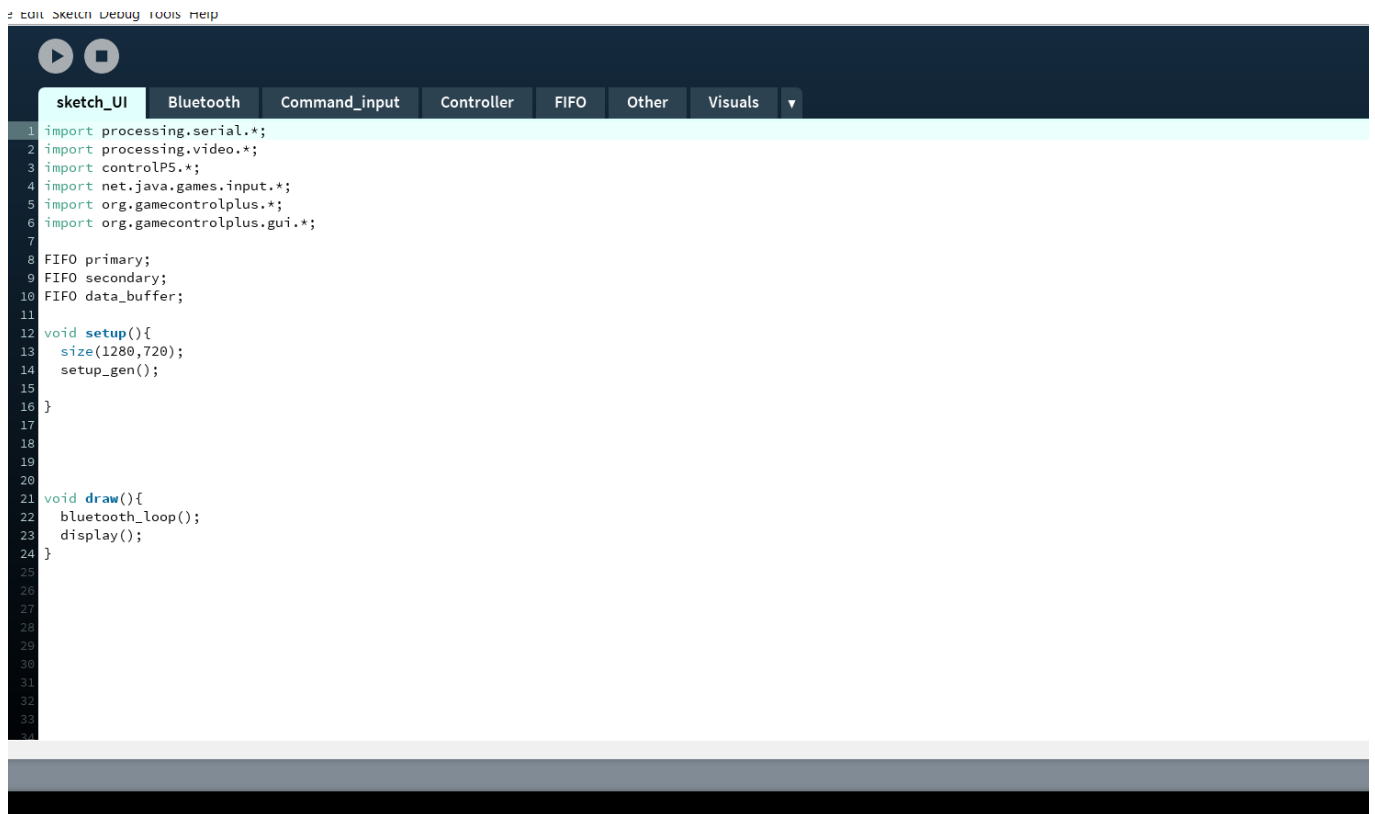 e Edit Sketch Debug Tools Help
sketch_UI Bluetooth Command_input Controller FIFO Other Visuals ▼
1 import processing.serial.*;
2 import processing.video.*;
3 import controlP5.*;
4 import net.java.games.input.*;
5 import org.gamecontrolplus.*;
6 import org.gamecontrolplus.gui.*;
7
8 FIFO primary;
9 FIFO secondary;
10 FIFO data_buffer;
11
12 void setup(){
13   size(1280,720);
14   setup_gen();
15
16 }
17
18
19
20
21 void draw(){
22   bluetooth_loop();
23   display();
24 }
25
26
27
28
29
30
31
32
33
34